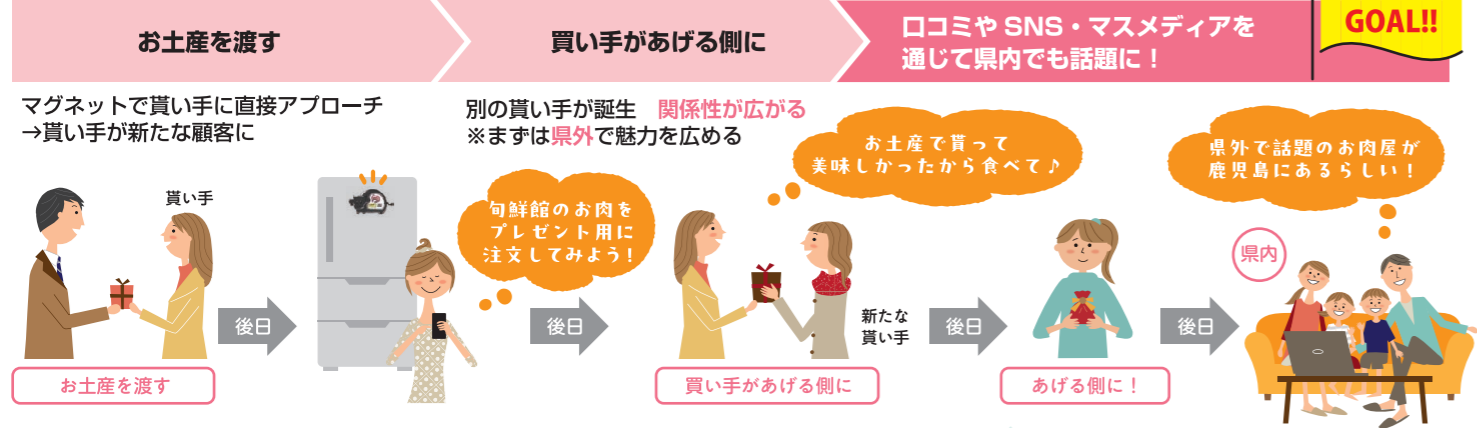 お土産を渡す
買い手があげる側に
口コミや SNS・マスメディアを
通じて県内でも話題に！
GOAL!!
マグネットで貰い手に直接アプローチ
→貰い手が新たな顧客に
別の貰い手が誕生　関係性が広がる
※まずは県外で魅力を広める
貰い手
旬鮮館のお肉を
プレゼント用に
注文してみよう！
お土産で貰って
美味しかったから食べて♪
県外で話題のお肉屋が
鹿児島にあるらしい！
県内
後日
後日
新たな
貰い手
後日
後日
お土産を渡す
買い手があげる側に
あげる側に！